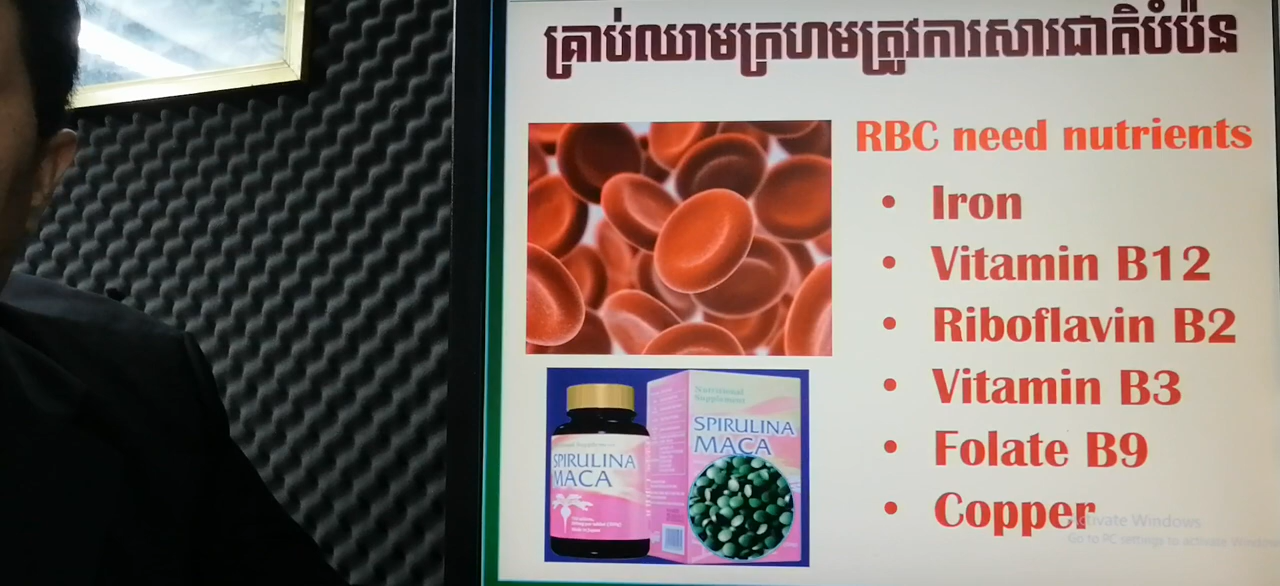 គ្រាប់ឈាមក្រហមត្រូវការសារជាតិបំប៉ន
RBC need nutrients
• Iron
• Vitamin B12
• Riboflavin B2
• Vitamin B3
• Folate B9
• Copper
Nutritional
Supplement
SPIRULINA
MACA
SPIRULINA
MACA
Activate Windows
Go to PC settings to activate Windows